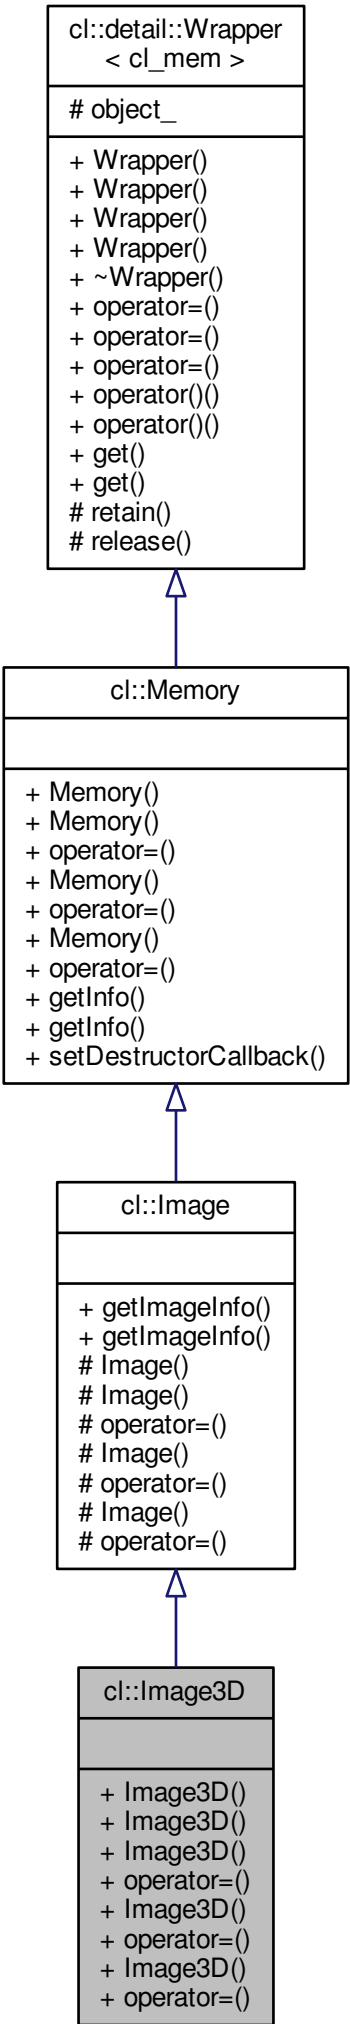 cl::detail::Wrapper
< cl_mem >
# object_
+ Wrapper()
+ Wrapper()
+ Wrapper()
+ Wrapper()
+ ~Wrapper()
+ operator=()
+ operator=()
+ operator=()
+ operator()()
+ operator()()
+ get()
+ get()
# retain()
# release()
cl::Memory
+ Memory()
+ Memory()
+ operator=()
+ Memory()
+ operator=()
+ Memory()
+ operator=()
+ getInfo()
+ getInfo()
+ setDestructorCallback()
cl::Image
+ getImageInfo()
+ getImageInfo()
# Image()
# Image()
# operator=()
# Image()
# operator=()
# Image()
# operator=()
cl::Image3D
+ Image3D()
+ Image3D()
+ Image3D()
+ operator=()
+ Image3D()
+ operator=()
+ Image3D()
+ operator=()